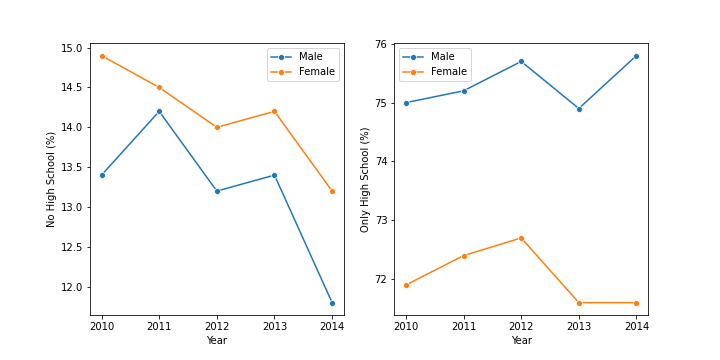 No High School (%)
15.0
14.5
14.0
13.5
13.0
12.5
12.0
Male
Female
2010 2011 2012 2013 2014
Year
Only High School (%)
76
75
74
73
72
Male
Female
2010 2011 2012 2013 2014
Year